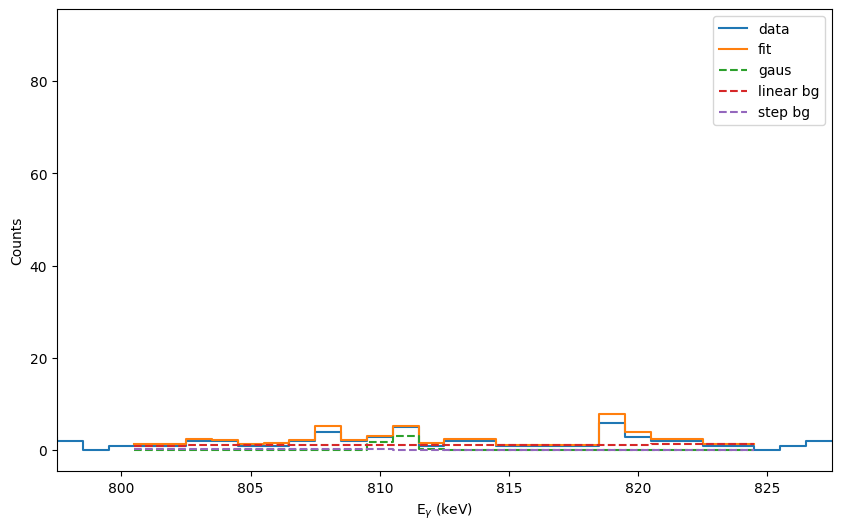 data
fit
gaus
linear bg
step bg
80
60
40
20
0
Counts
800 805 810 815 820 825
Eγ (keV)